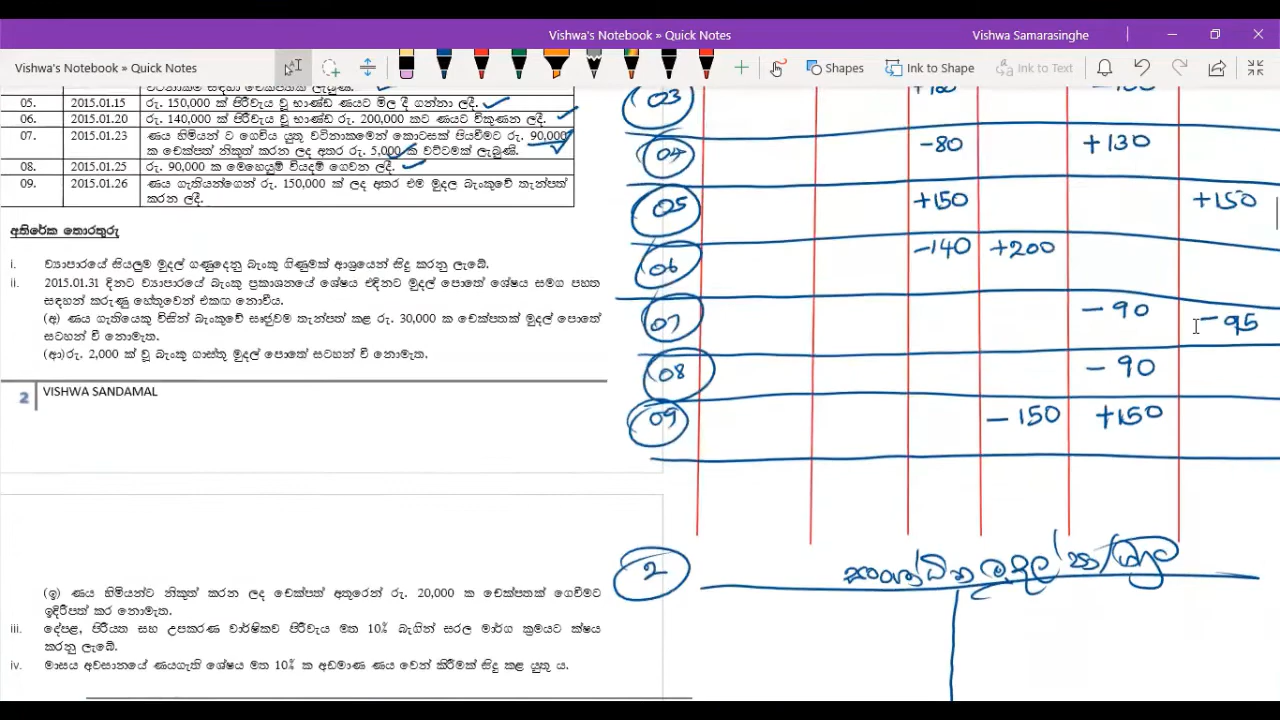 Vishwa's Notebook » Quick Notes
Vishwa Samarasinghe
Vishwa's Notebook » Quick Notes
Shapes
Ink to Shape
Ink to Text
වටිනාකම සඳහා චෙක්පතක් ලැබුණි.
05. 2015.01.15 රු. 150,000 ක් පිරිවැය වූ භාණ්ඩ ණයට මිල දී ගන්නා ලදී.
06. 2015.01.20 රු. 140,000 ක් පිරිවැය වූ භාණ්ඩ රු. 200,000 කට ණයට විකුණන ලදී.
07. 2015.01.23 ණය හිමියන් ට ගෙවිය යුතු වටිනාකමෙන් කොටසක් පියවීමට රු. 90,000
ක චෙක්පත් නිකුත් කරන ලද අතර රු. 5,000 ක වට්ටමක් ලැබුණි.
08. 2015.01.25 රු. 90,000 ක මෙහෙයුම් වියදම් ගෙවන ලදී.
09. 2015.01.26 ණය ගැතියන්ගෙන් රු. 150,000 ක් ලද අතර එම මුදල බැංකුවේ තැන්පත්
කරන ලදී.
අතිරේක තොරතුරු
i. ව්‍යාපාරයේ සියලුම මුදල් ගණුදෙනු බැංකු ගිණුමක් ආශ්‍රයෙන් සිදු කරනු ලැබේ.
ii. 2015.01.31 දිනට ව්‍යාපාරයේ බැංකු ප්‍රකාශනයේ ශේෂය එදිනට මුදල් පොතේ ශේෂය සමග පහත
සඳහන් කරුණු හේතුවෙන් එකඟ නොවීය.
(අ) ණය ගැතියෙකු විසින් බැංකුවේ සෘජුවම තැන්පත් කළ රු. 30,000 ක චෙක්පතක් මුදල් පොතේ
සටහන් වී නොමැත.
(ආ) රු. 2,000 ක් වූ බැංකු ගාස්තු මුදල් පොතේ සටහන් වී නොමැත.
2 VISHWA SANDAMAL
(ඉ) ණය හිමියන්ට නිකුත් කරන ලද චෙක්පත් අතුරෙන් රු. 20,000 ක චෙක්පතක් ගෙවීමට
ඉදිරිපත් කර නොමැත.
iii. දේපළ, පිරියත සහ උපකරණ වාර්ෂිකව පිරිවැය මත 10% බැගින් සරල මාර්ග ක්‍රමයට ක්ෂය
කරනු ලැබේ.
iv. මාසය අවසානයේ ණයගැති ශේෂය මත 10% ක අඩමාණ ණය වෙන් කිරීමක් සිදු කළ යුතු ය.
03
04 -80 +130
05 +150 +150
06 -140 +200
07 -90 -95
08 -90
09 -150 +150
2 සංශෝධිත මුදල් පා/ගිණුම